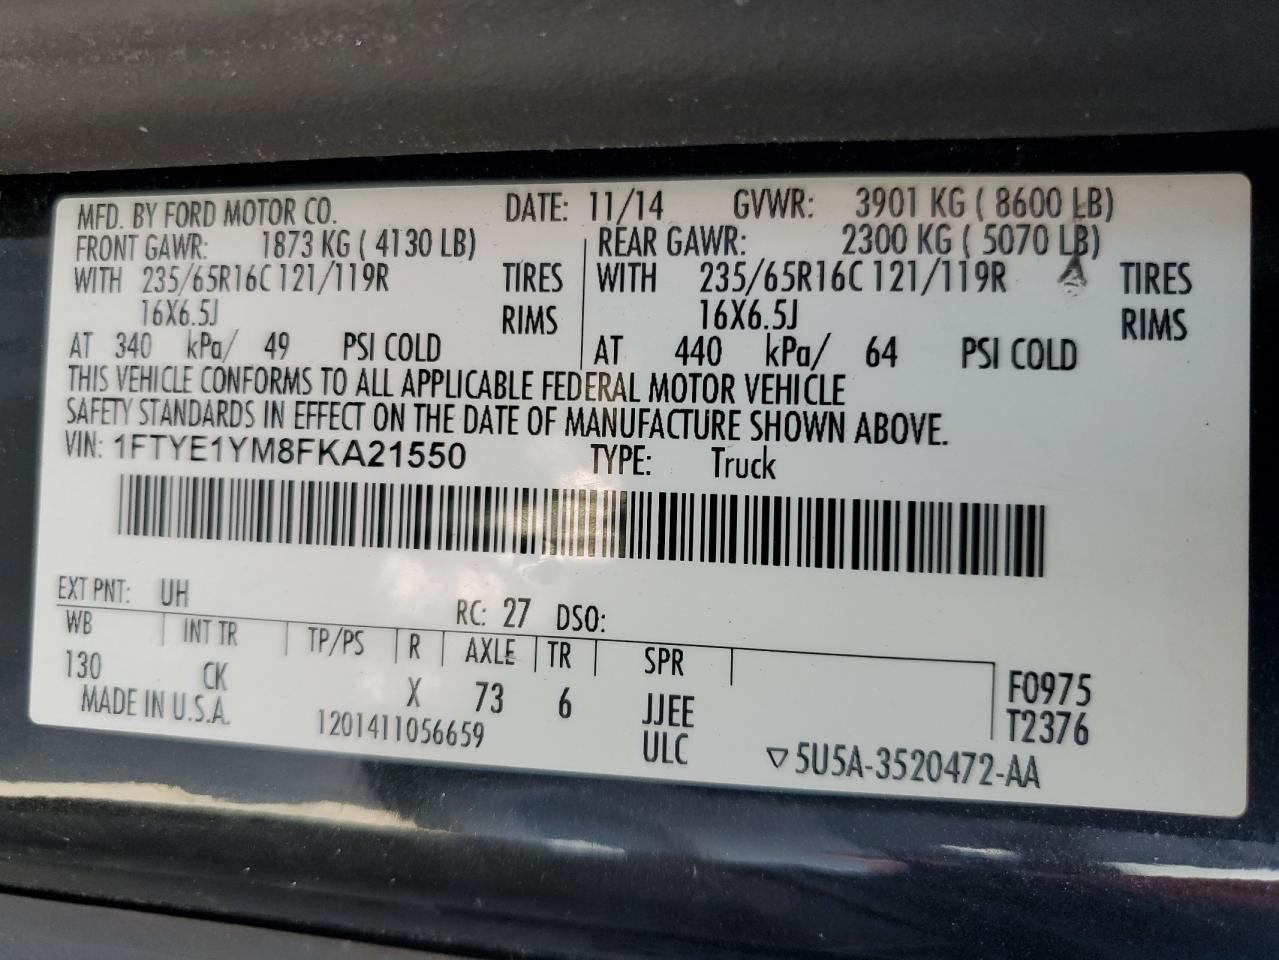 MFD. BY FORD MOTOR CO. DATE: 11/14 GVWR: 3901 KG ( 8600 LB)
FRONT GAWR: 1873 KG ( 4130 LB) REAR GAWR: 2300 KG ( 5070 LB)
WITH 235/65R16C 121/119R TIRES WITH 235/65R16C 121/119R TIRES
16X6.5J RIMS 16X6.5J RIMS
AT 340 kPa/ 49 PSI COLD AT 440 kPa/ 64 PSI COLD
THIS VEHICLE CONFORMS TO ALL APPLICABLE FEDERAL MOTOR VEHICLE
SAFETY STANDARDS IN EFFECT ON THE DATE OF MANUFACTURE SHOWN ABOVE.
VIN: 1FTYE1YM8FKA21550 TYPE: Truck
EXT PNT: UH RC: 27 DSO:
WB INT TR TP/PS R AXLE TR SPR
130 CK X 73 6 JJEE F0975
MADE IN U.S.A. 1201411056659 ULC T2376
▽5U5A-3520472-AA